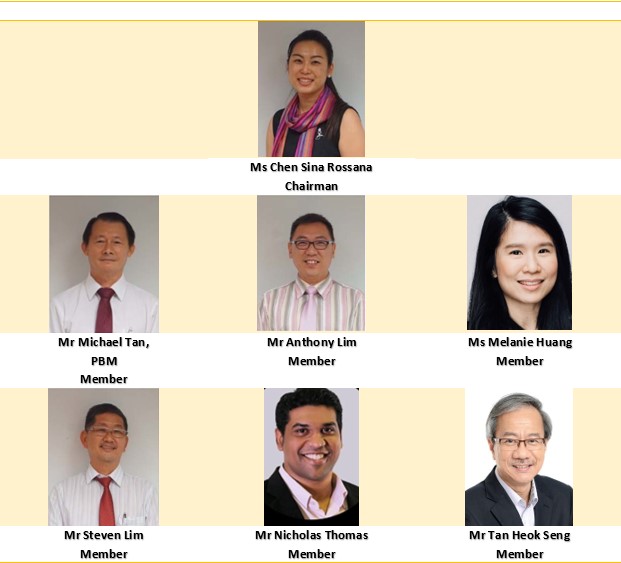 Ms Chen Sina Rossana
Chairman
Mr Michael Tan,
PBM
Member
Mr Anthony Lim
Member
Ms Melanie Huang
Member
Mr Steven Lim
Member
Mr Nicholas Thomas
Member
Mr Tan Heok Seng
Member